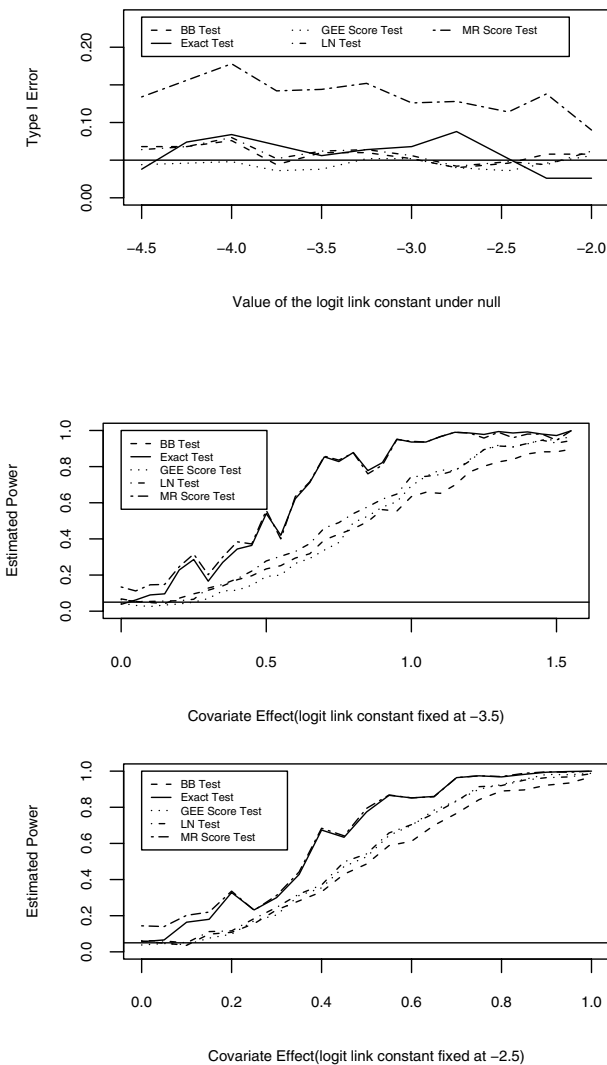 BB Test GEE Score Test MR Score Test
Exact Test LN Test
Type I Error
0.00 0.10 0.20
−4.5 −4.0 −3.5 −3.0 −2.5 −2.0
Value of the logit link constant under null
BB Test
Exact Test
GEE Score Test
LN Test
MR Score Test
Estimated Power
0.0 0.2 0.4 0.6 0.8 1.0
0.0 0.5 1.0 1.5
Covariate Effect(logit link constant fixed at −3.5)
BB Test
Exact Test
GEE Score Test
LN Test
MR Score Test
Estimated Power
0.0 0.2 0.4 0.6 0.8 1.0
0.0 0.2 0.4 0.6 0.8 1.0
Covariate Effect(logit link constant fixed at −2.5)